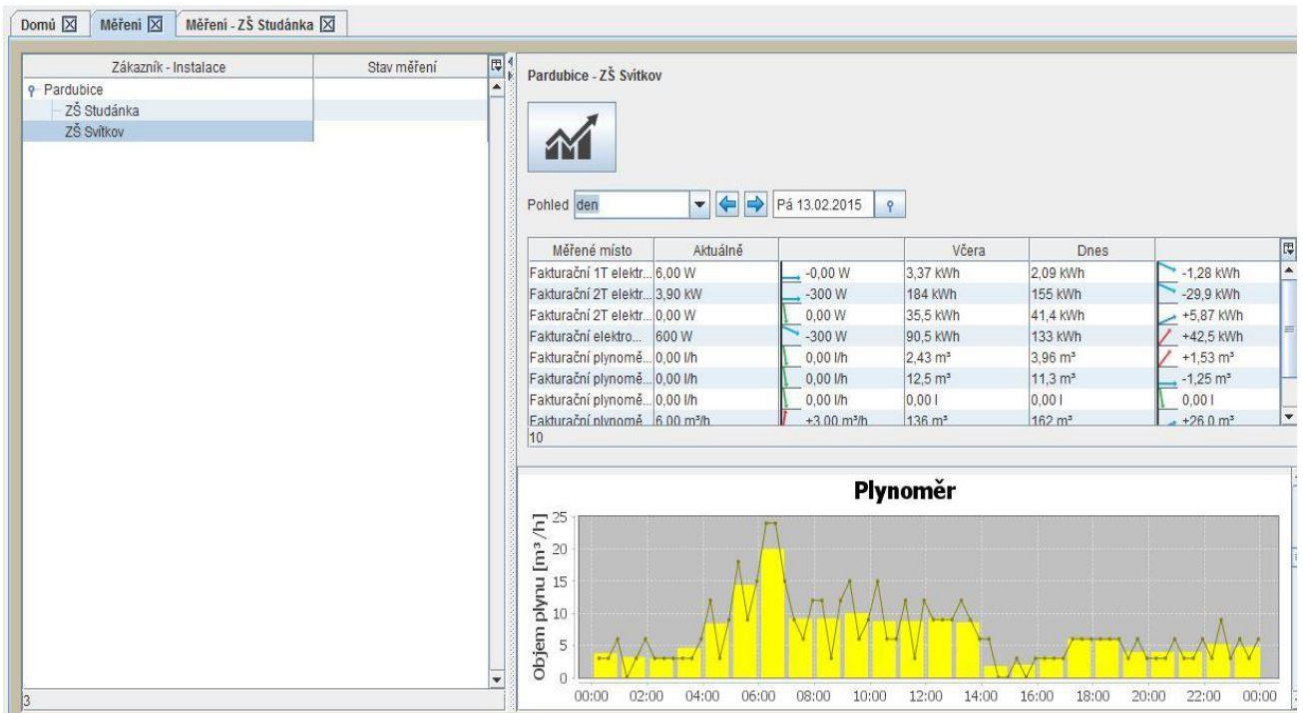 Domů Měření Měření - ZŠ Studánka
Zákazník - Instalace Stav měření
Pardubice
ZŠ Studánka
ZŠ Svítkov
3
Pardubice - ZŠ Svítkov
Pohled den Pá 13.02.2015
Měřené místo Aktuálně Včera Dnes
Fakturační 1T elektr... 6,00 W -0,00 W 3,37 kWh 2,09 kWh -1,28 kWh
Fakturační 2T elektr... 3,90 kW -300 W 184 kWh 155 kWh -29,9 kWh
Fakturační 2T elektr... 0,00 W 0,00 W 35,5 kWh 41,4 kWh +5,87 kWh
Fakturační elektro... 600 W -300 W 90,5 kWh 133 kWh +42,5 kWh
Fakturační plynomě... 0,00 l/h 0,00 l/h 2,43 m³ 3,96 m³ +1,53 m³
Fakturační plynomě... 0,00 l/h 0,00 l/h 12,5 m³ 11,3 m³ -1,25 m³
Fakturační plynomě... 0,00 l/h 0,00 l/h 0,00 l 0,00 l 0,00 l
Fakturační plynomě... 6,00 m³/h +3,00 m³/h 136 m³ 162 m³ +26,0 m³
10
Plynoměr
Objem plynu [m³/h]
25
20
15
10
5
0
00:00 02:00 04:00 06:00 08:00 10:00 12:00 14:00 16:00 18:00 20:00 22:00 00:00